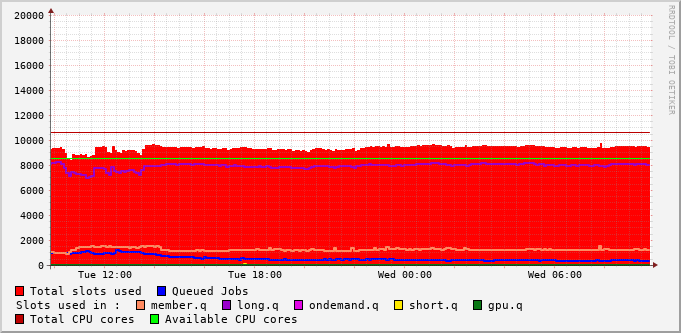 20000
18000
16000
14000
12000
10000
8000
6000
4000
2000
0
Tue 12:00 Tue 18:00 Wed 00:00 Wed 06:00
Total slots used Queued Jobs
Slots used in : member.q long.q ondemand.q short.q gpu.q
Total CPU cores Available CPU cores
RRDTOOL / TOBI OETIKER